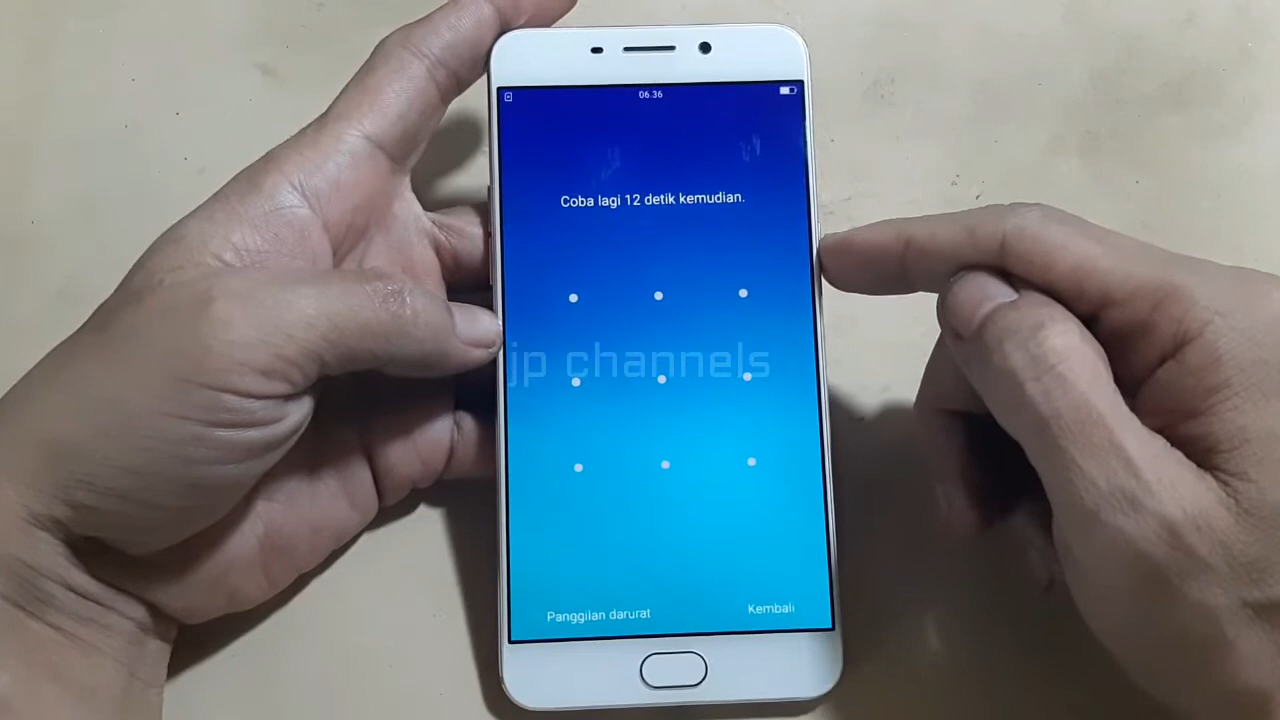 06.36
Coba lagi 12 detik kemudian.
jp channels
Panggilan darurat
Kembali